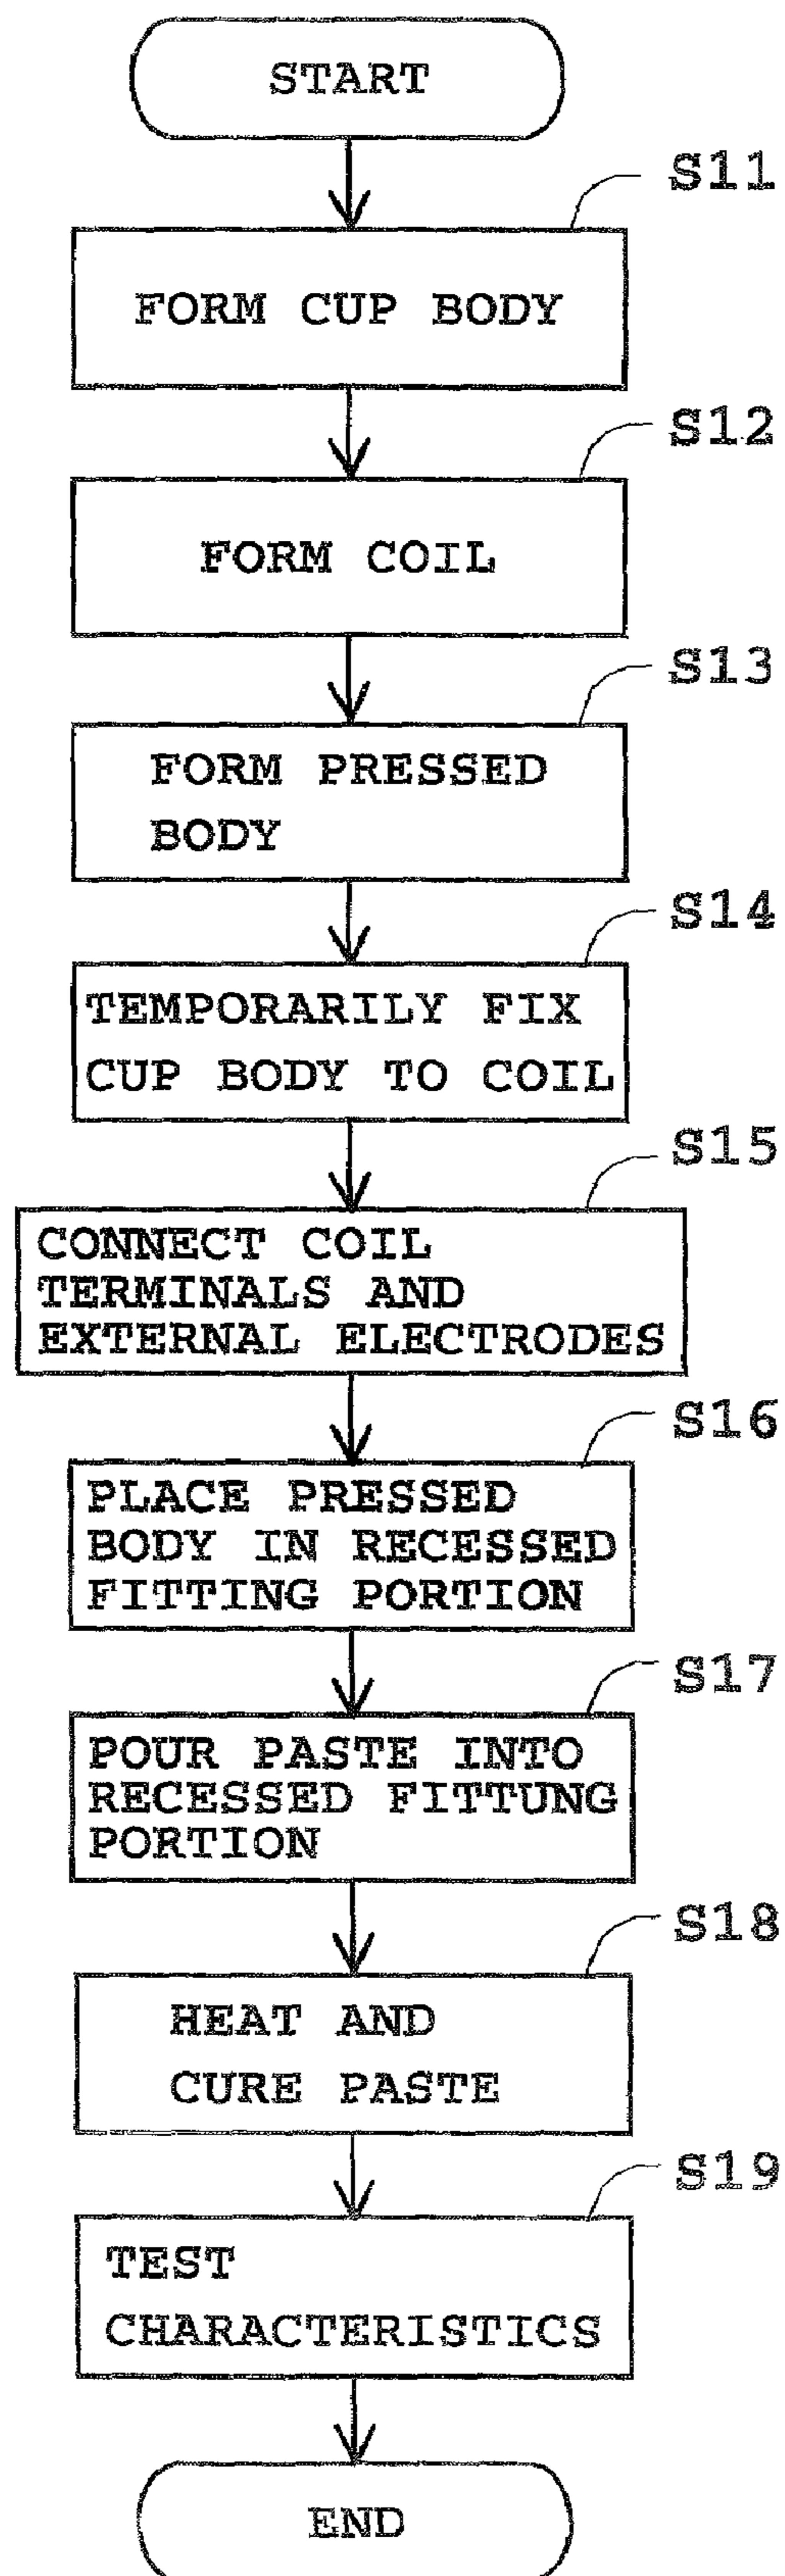 START
S11
FORM CUP BODY
S12
FORM COIL
S13
FORM PRESSED
BODY
S14
TEMPORARILY FIX
CUP BODY TO COIL
S15
CONNECT COIL
TERMINALS AND
EXTERNAL ELECTRODES
S16
PLACE PRESSED
BODY IN RECESSED
FITTING PORTION
S17
POUR PASTE INTO
RECESSED FITTUNG
PORTION
S18
HEAT AND
CURE PASTE
S19
TEST
CHARACTERISTICS
END